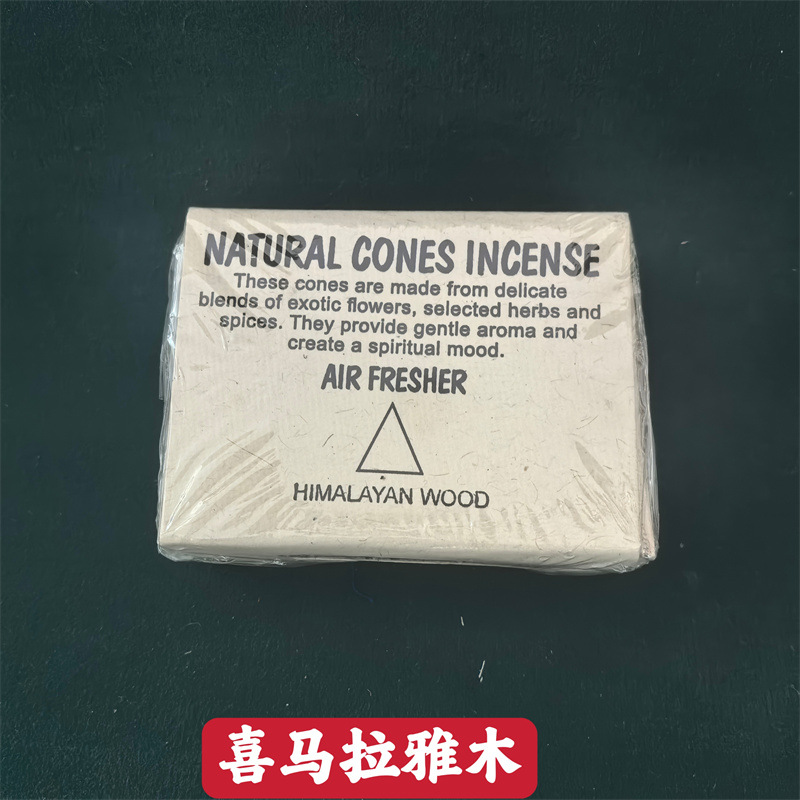 NATURAL CONES INCENSE
These cones are made from delicate
blends of exotic flowers, selected herbs and
spices. They provide gentle aroma and
create a spiritual mood.
AIR FRESHER
HIMALAYAN WOOD
喜马拉雅木